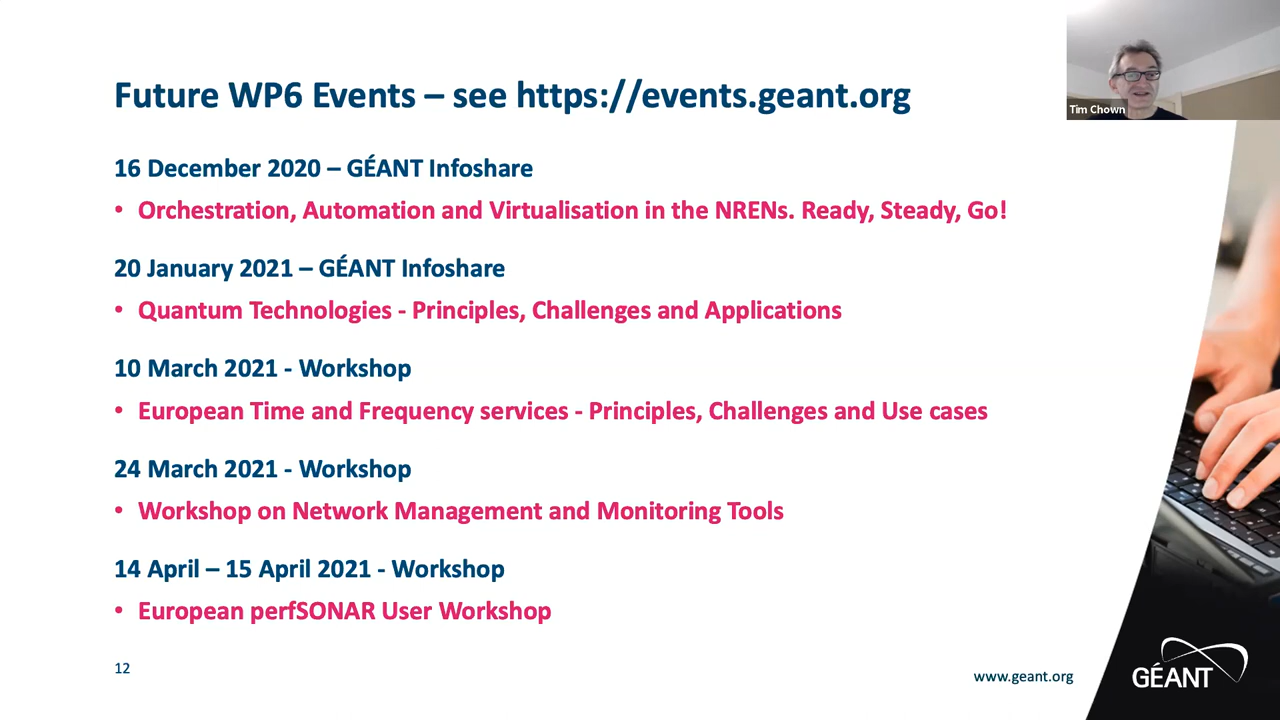 Future WP6 Events – see https://events.geant.org
Tim Chown
16 December 2020 – GÉANT Infoshare
• Orchestration, Automation and Virtualisation in the NRENs. Ready, Steady, Go!
20 January 2021 – GÉANT Infoshare
• Quantum Technologies - Principles, Challenges and Applications
10 March 2021 - Workshop
• European Time and Frequency services - Principles, Challenges and Use cases
24 March 2021 - Workshop
• Workshop on Network Management and Monitoring Tools
14 April – 15 April 2021 - Workshop
• European perfSONAR User Workshop
12
www.geant.org
GÉANT